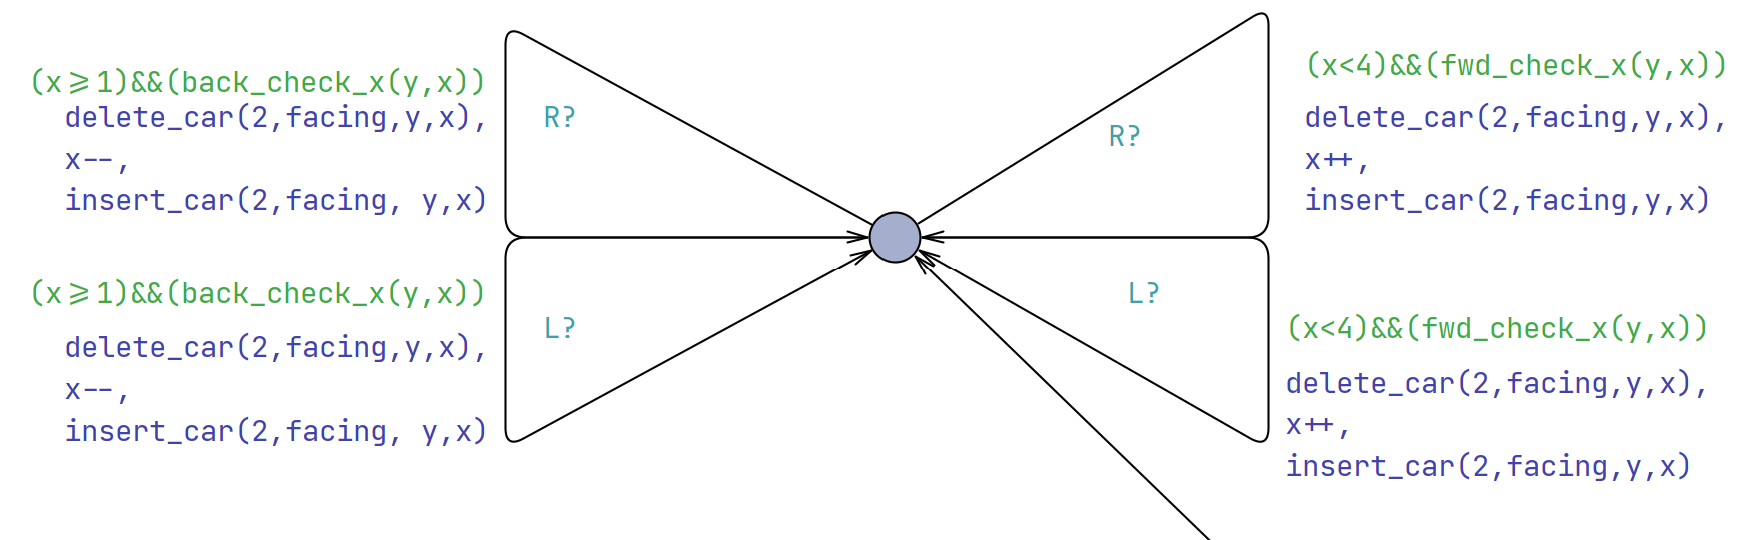 (x>=1)&&(back_check_x(y,x))
delete_car(2,facing,y,x),
x--,
insert_car(2,facing, y,x)
R?
(x>=1)&&(back_check_x(y,x))
delete_car(2,facing,y,x),
x--,
insert_car(2,facing, y,x)
L?
R?
(x<4)&&(fwd_check_x(y,x))
delete_car(2,facing,y,x),
x++,
insert_car(2,facing,y,x)
L?
(x<4)&&(fwd_check_x(y,x))
delete_car(2,facing,y,x),
x++,
insert_car(2,facing,y,x)